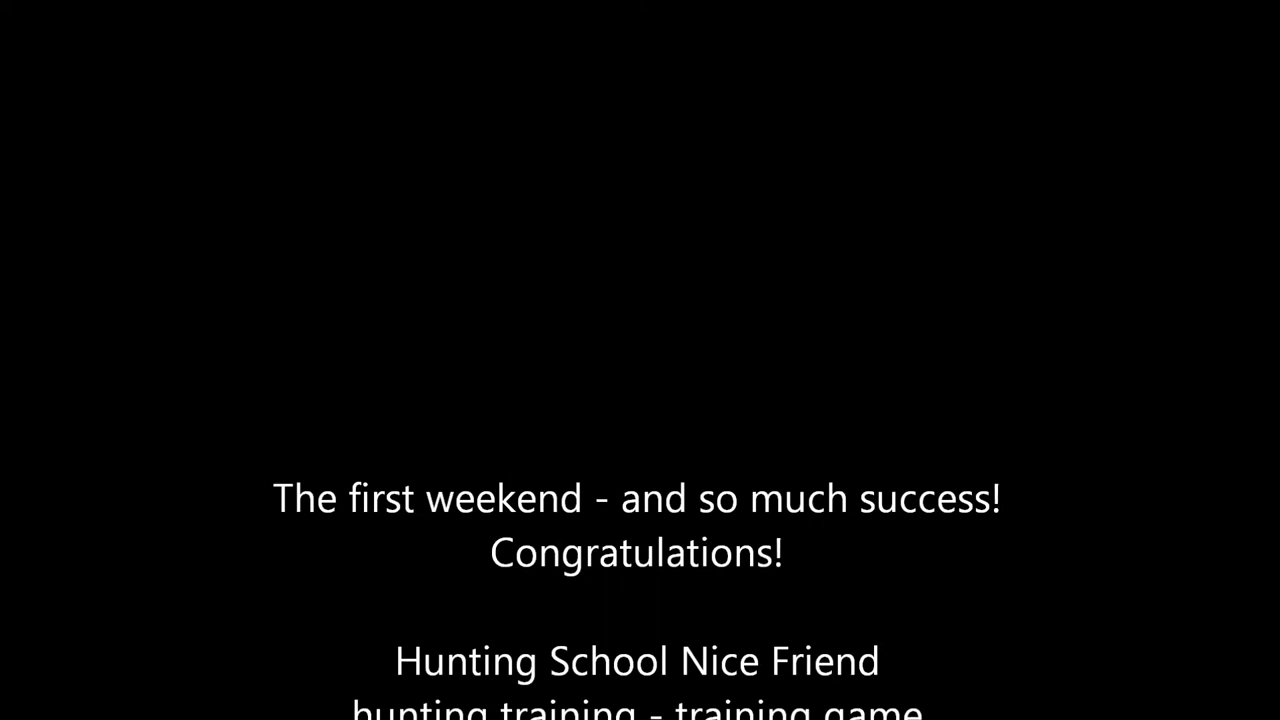 The first weekend - and so much success!
Congratulations!
Hunting School Nice Friend
hunting training - training game